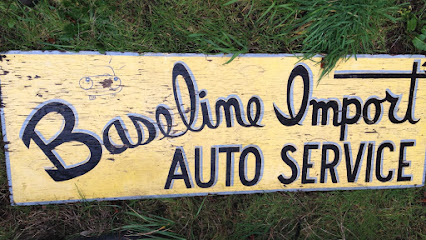 Baseline Import
AUTO SERVICE